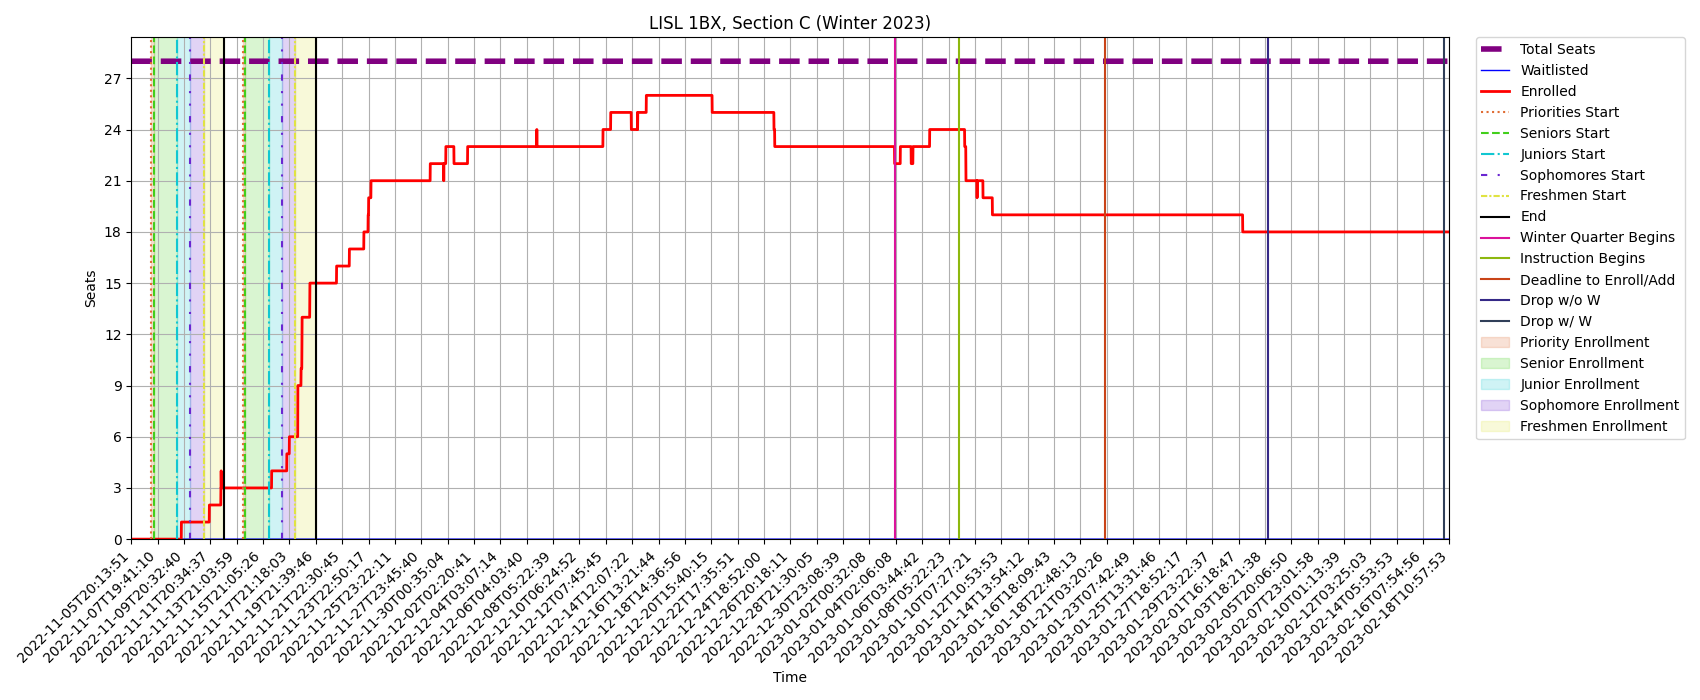 LISL 1BX, Section C (Winter 2023)
Total Seats
Waitlisted
Enrolled
Priorities Start
Seniors Start
Juniors Start
Sophomores Start
Freshmen Start
End
Winter Quarter Begins
Instruction Begins
Deadline to Enroll/Add
Drop w/o W
Drop w/ W
Priority Enrollment
Senior Enrollment
Junior Enrollment
Sophomore Enrollment
Freshmen Enrollment
Seats
27
24
21
18
15
12
9
6
3
0
2022-11-05T20:13:51
2022-11-07T19:41:10
2022-11-09T20:32:40
2022-11-11T20:34:37
2022-11-13T21:03:59
2022-11-15T21:05:26
2022-11-17T21:18:03
2022-11-19T21:39:46
2022-11-21T22:30:45
2022-11-23T22:50:17
2022-11-25T23:22:11
2022-11-27T23:45:40
2022-11-30T00:35:04
2022-12-02T02:20:41
2022-12-04T03:07:14
2022-12-06T04:03:40
2022-12-08T05:22:39
2022-12-10T06:24:52
2022-12-12T07:45:45
2022-12-14T12:07:22
2022-12-16T13:21:44
2022-12-18T14:36:56
2022-12-20T15:40:15
2022-12-22T17:35:51
2022-12-24T18:52:00
2022-12-26T20:18:11
2022-12-28T21:30:05
2022-12-30T23:08:39
2023-01-02T00:32:08
2023-01-04T02:06:08
2023-01-06T03:44:42
2023-01-08T05:22:23
2023-01-10T07:27:21
2023-01-12T10:53:53
2023-01-14T13:54:12
2023-01-16T18:09:43
2023-01-18T22:48:13
2023-01-21T03:20:26
2023-01-23T07:42:49
2023-01-25T13:31:46
2023-01-27T18:52:17
2023-01-29T23:22:37
2023-02-01T16:18:47
2023-02-03T18:21:38
2023-02-05T20:06:50
2023-02-07T23:01:58
2023-02-10T01:13:39
2023-02-12T03:25:03
2023-02-14T05:53:53
2023-02-16T07:54:56
2023-02-18T10:57:53
Time